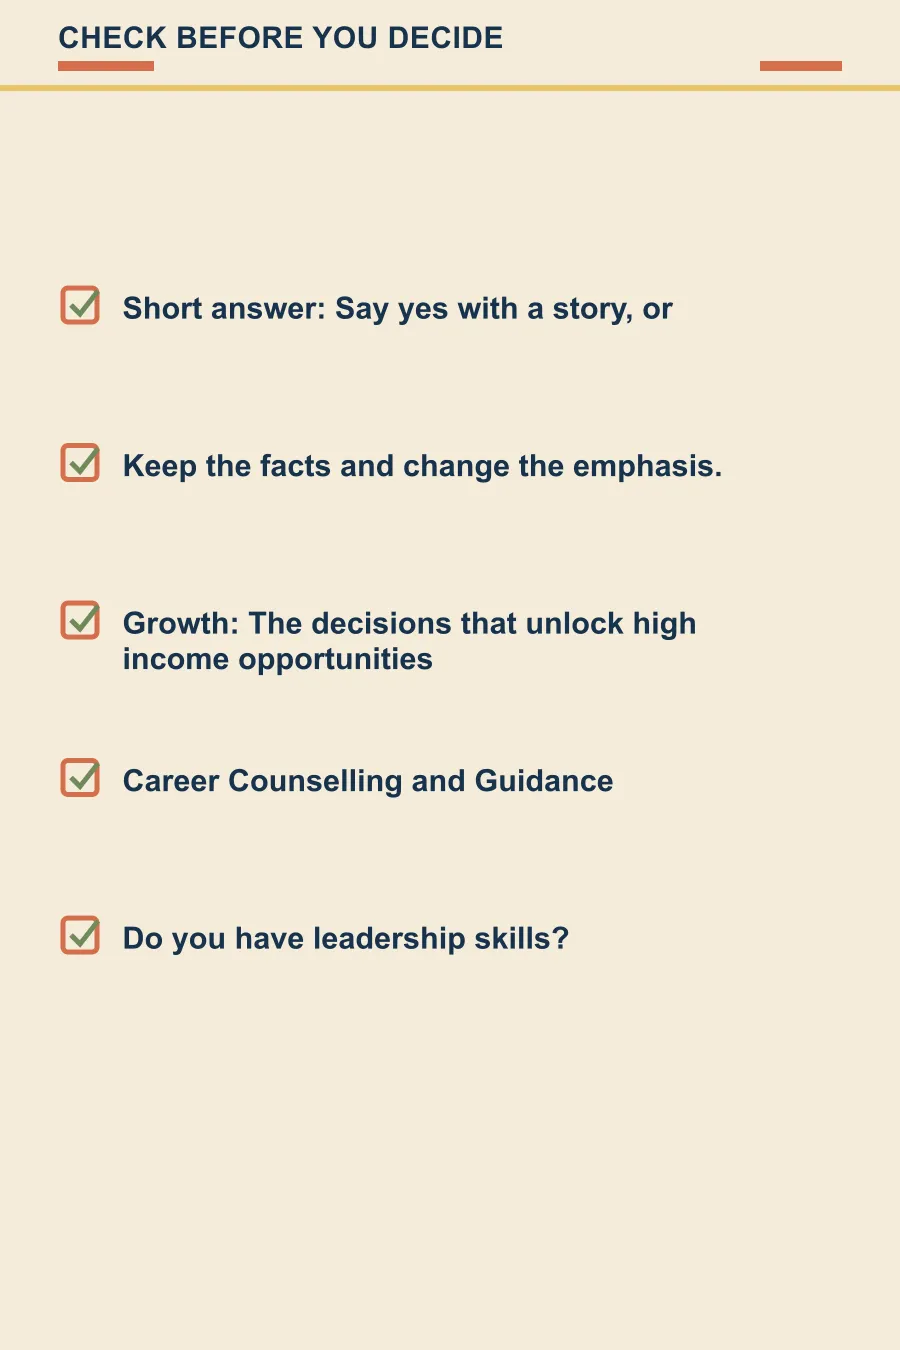 CHECK BEFORE YOU DECIDE
Short answer: Say yes with a story, or
Keep the facts and change the emphasis.
Growth: The decisions that unlock high
income opportunities
Career Counselling and Guidance
Do you have leadership skills?